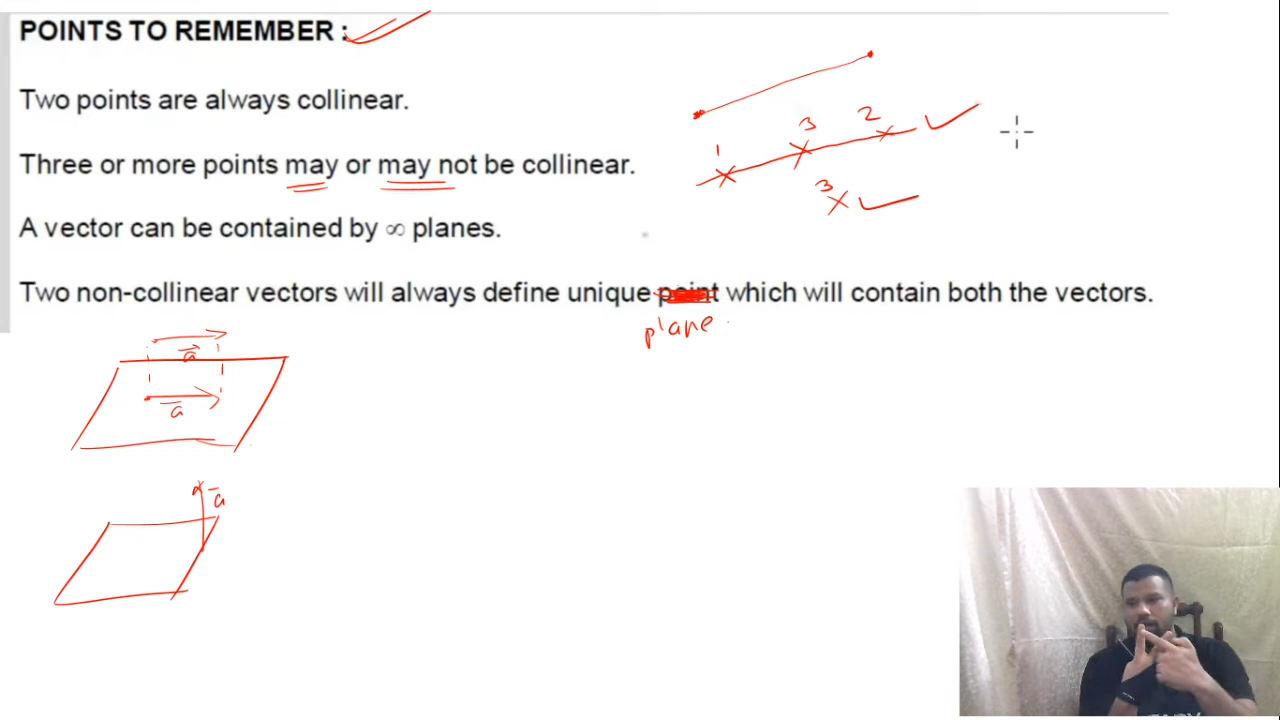 POINTS TO REMEMBER :
Two points are always collinear.
Three or more points may or may not be collinear.
A vector can be contained by ∞ planes.
Two non-collinear vectors will always define unique point which will contain both the vectors.
plane.
1 3 2
3
a
a
a